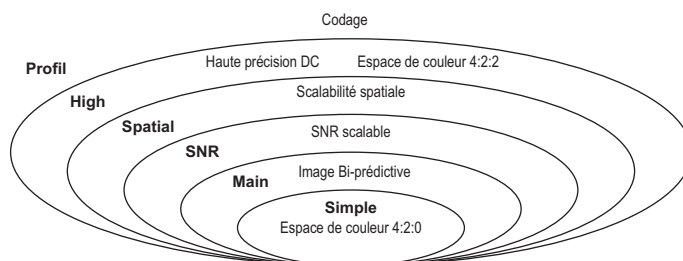 Codage
Profil
Haute précision DC Espace de couleur 4:2:2
High
Scalabilité spatiale
Spatial
SNR scalable
SNR
Image Bi-prédictive
Main
Simple
Espace de couleur 4:2:0